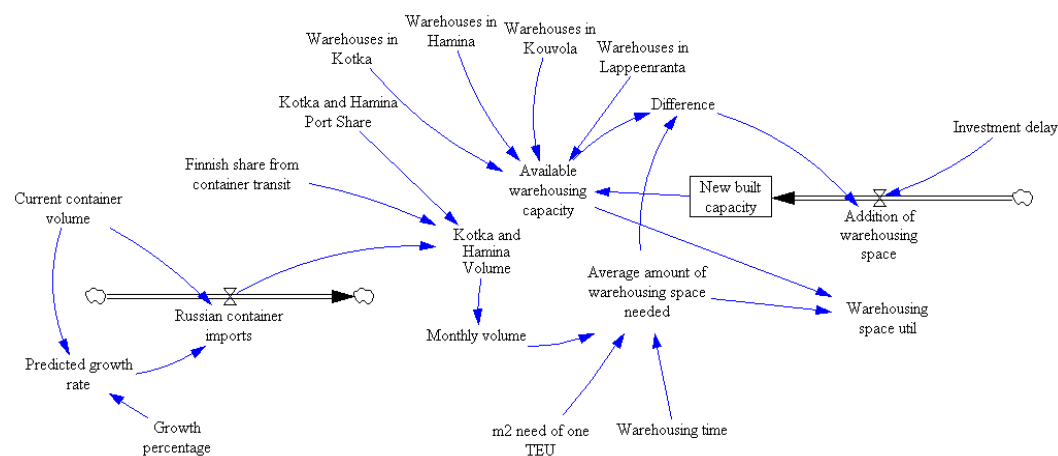 Warehouses in
Kotka
Warehouses in
Hamina
Warehouses in
Kouvola
Warehouses in
Lappeenranta
Kotka and Hamina
Port Share
Difference
Investment delay
Finnish share from
container transit
Available
warehousing
capacity
New built
capacity
Addition of
warehousing
space
Current container
volume
Kotka and
Hamina
Volume
Average amount of
warehousing space
needed
Warehousing
space util
Russian container
imports
Monthly volume
Predicted growth
rate
Growth
percentage
m2 need of one
TEU
Warehousing time